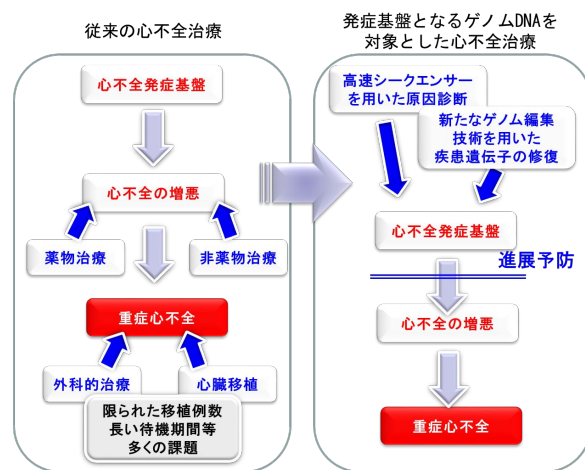 従来の心不全治療
心不全発症基盤
心不全の増悪
薬物治療
非薬物治療
重症心不全
外科的治療
心臓移植
限られた移植例数
長い待機期間等
多くの課題
発症基盤となるゲノムDNAを
対象とした心不全治療
高速シークエンサー
を用いた原因診断
新たなゲノム編集
技術を用いた
疾患遺伝子の修復
心不全発症基盤
進展予防
心不全の増悪
重症心不全